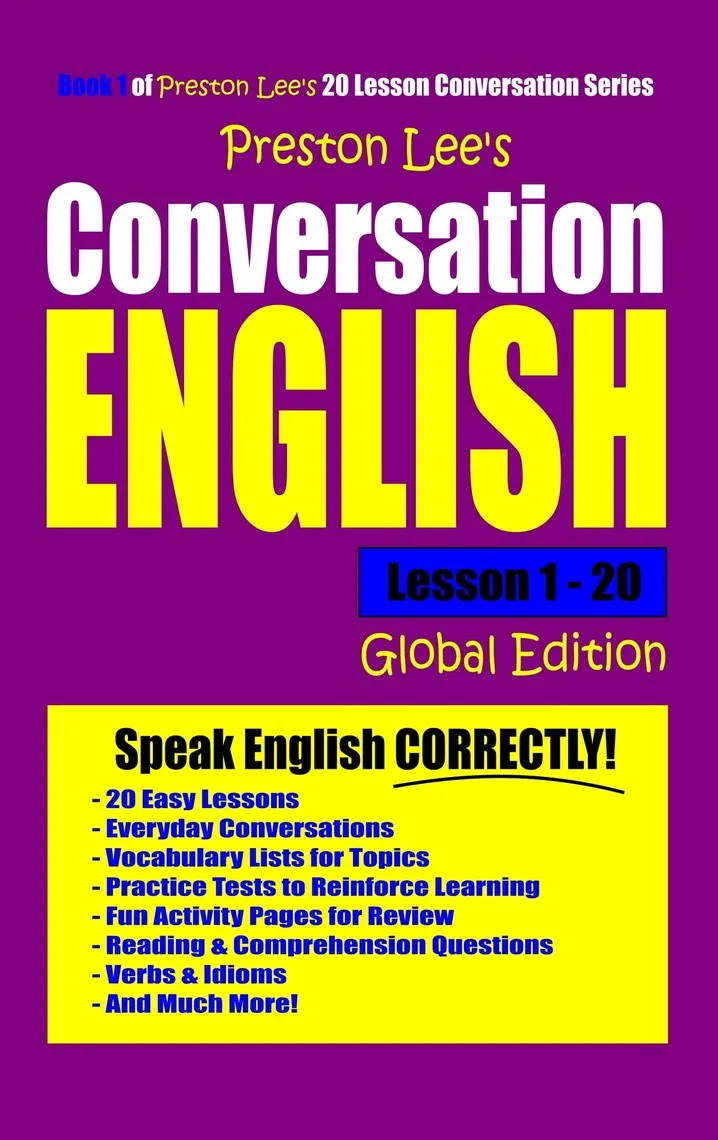 Book 1 of Preston Lee's 20 Lesson Conversation Series
Preston Lee's
Conversation
ENGLISH
Lesson 1 - 20
Global Edition
Speak English CORRECTLY!
- 20 Easy Lessons
- Everyday Conversations
- Vocabulary Lists for Topics
- Practice Tests to Reinforce Learning
- Fun Activity Pages for Review
- Reading & Comprehension Questions
- Verbs & Idioms
- And Much More!